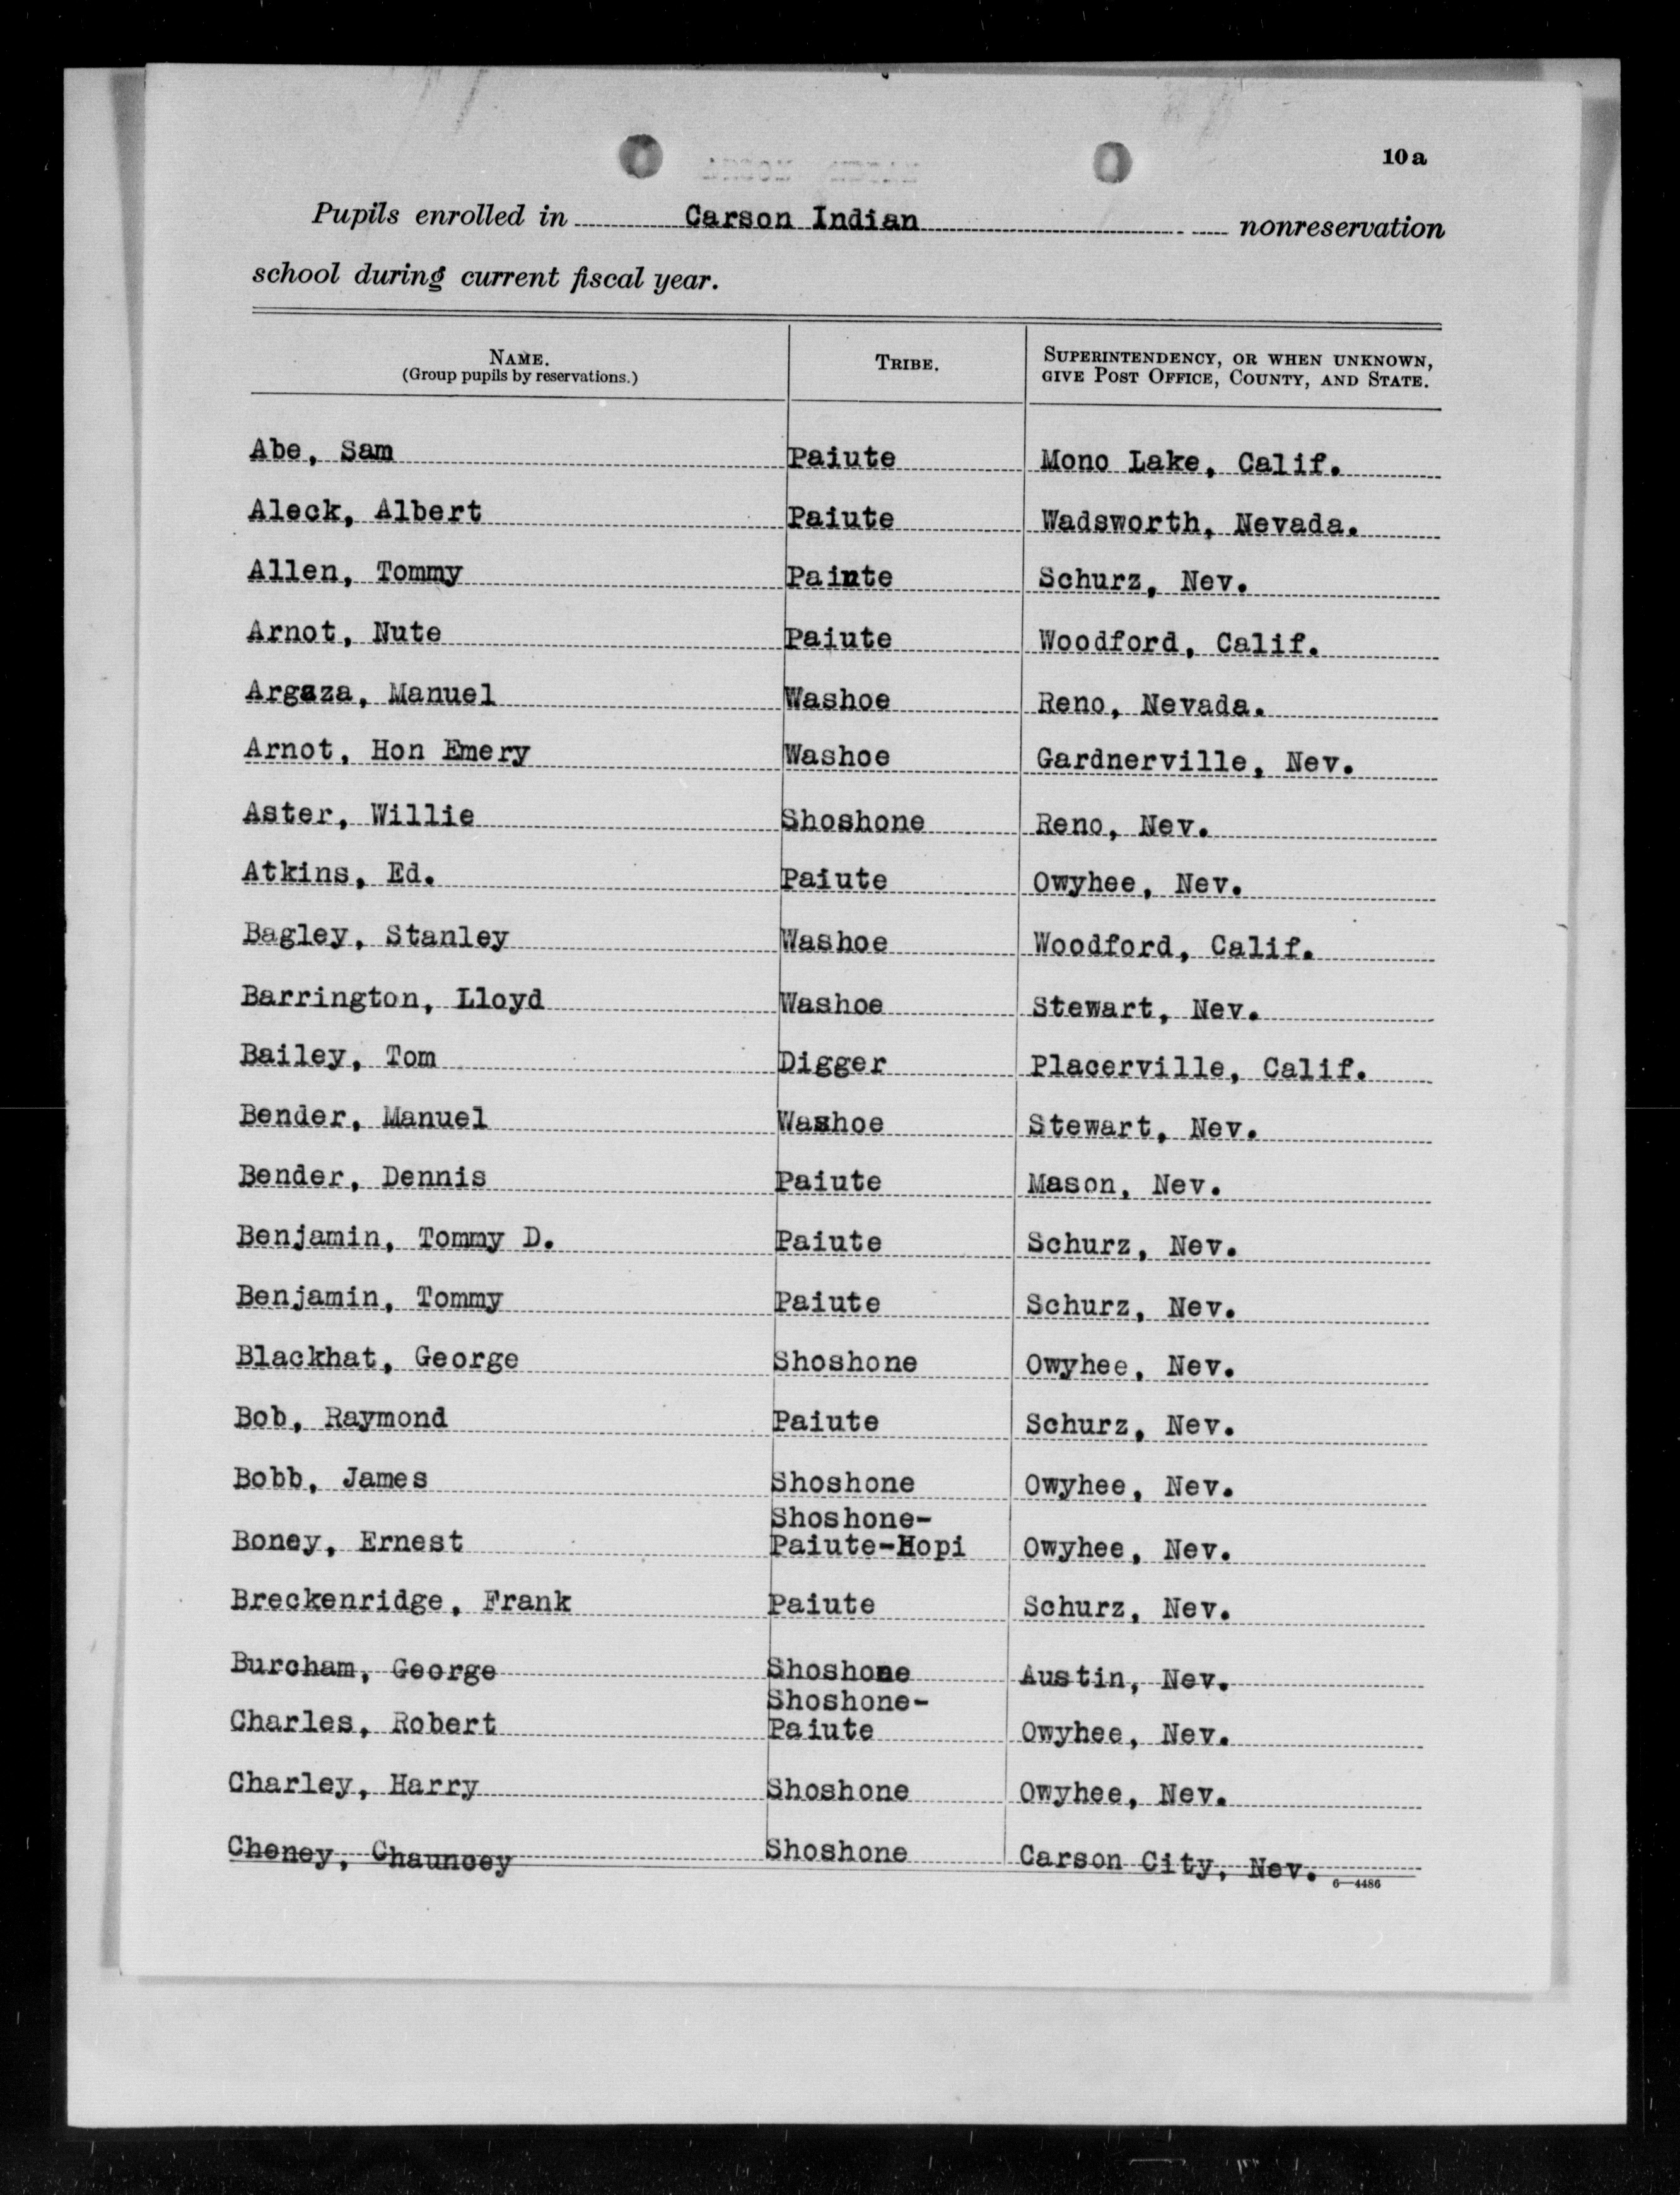 10a
Pupils enrolled in Carson Indian nonreservation
school during current fiscal year.
NAME. TRIBE. SUPERINTENDENCY, OR WHEN UNKNOWN,
(Group pupils by reservations.) GIVE POST OFFICE, COUNTY, AND STATE.
Abe, Sam Paiute Mono Lake, Calif.
Aleck, Albert Paiute Wadsworth, Nevada.
Allen, Tommy Paiute Schurz, Nev.
Arnot, Nute Paiute Woodford, Calif.
Argaza, Manuel Washoe Reno, Nevada.
Arnot, Hon Emery Washoe Gardnerville, Nev.
Aster, Willie Shoshone Reno, Nev.
Atkins, Ed. Paiute Owyhee, Nev.
Bagley, Stanley Washoe Woodford, Calif.
Barrington, Lloyd Washoe Stewart, Nev.
Bailey, Tom Digger Placerville, Calif.
Bender, Manuel Washoe Stewart, Nev.
Bender, Dennis Paiute Mason, Nev.
Benjamin, Tommy D. Paiute Schurz, Nev.
Benjamin, Tommy Paiute Schurz, Nev.
Blackhat, George Shoshone Owyhee, Nev.
Bob, Raymond Paiute Schurz, Nev.
Bobb, James Shoshone Owyhee, Nev.
Shoshone-
Boney, Ernest Paiute-Hopi Owyhee, Nev.
Breckenridge, Frank Paiute Schurz, Nev.
Burcham, George Shoshone Austin, Nev.
Shoshone-
Charles, Robert Paiute Owyhee, Nev.
Charley, Harry Shoshone Owyhee, Nev.
Cheney, Chauncey Shoshone Carson City, Nev.
6—4486